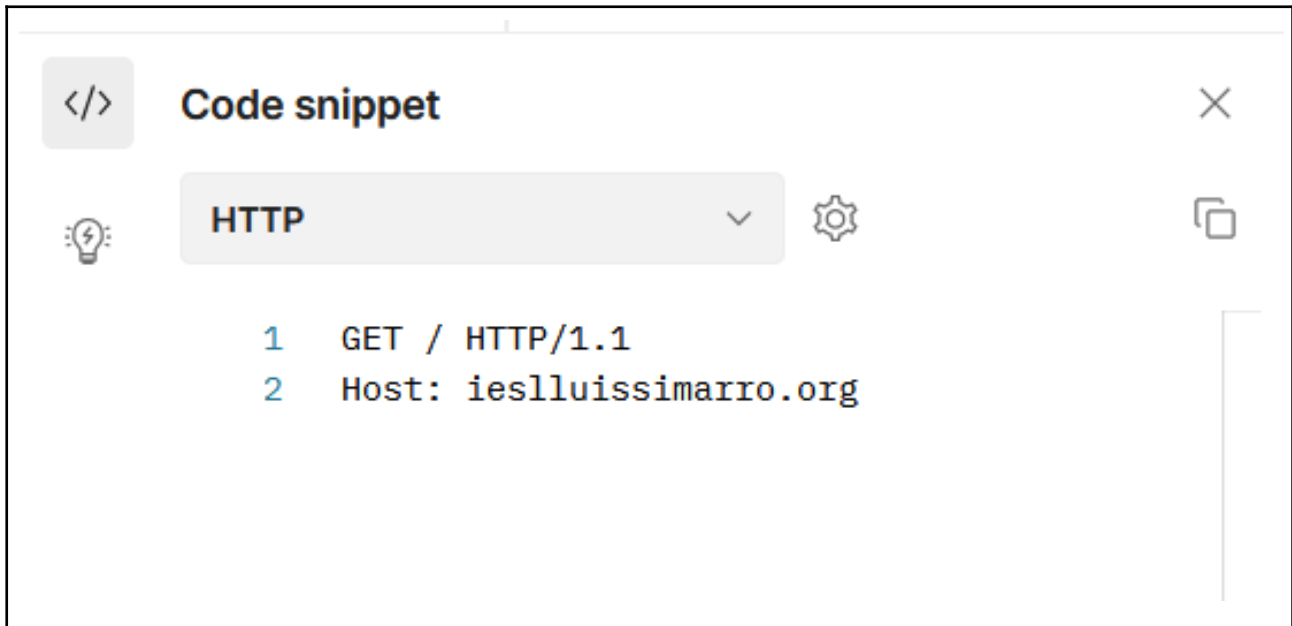 </> Code snippet
HTTP
1 GET / HTTP/1.1
2 Host: ieslluissimarro.org